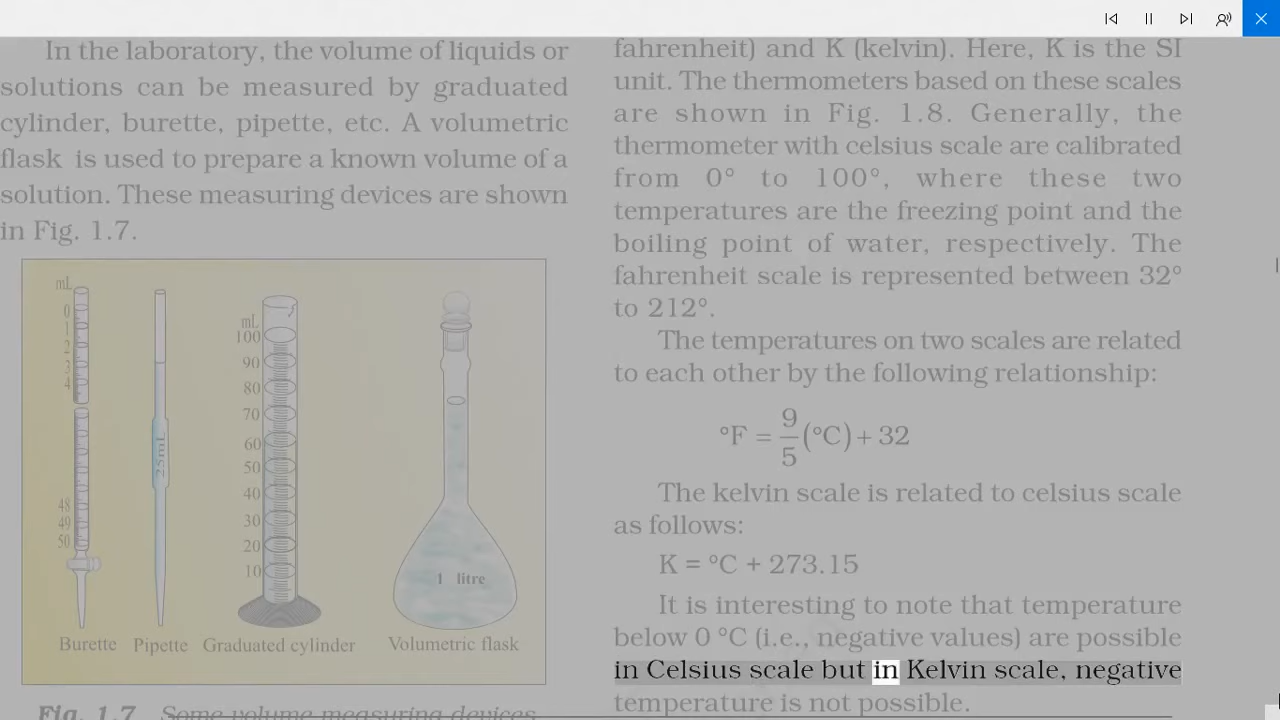 In the laboratory, the volume of liquids or
solutions can be measured by graduated
cylinder, burette, pipette, etc. A volumetric
flask is used to prepare a known volume of a
solution. These measuring devices are shown
in Fig. 1.7.
mL
0
1
2
3
4
48
49
50
25mL
mL
100
90
80
70
60
50
40
30
20
10
1 litre
Burette
Pipette
Graduated cylinder
Volumetric flask
Fig. 1.7 Some volume measuring devices
fahrenheit) and K (kelvin). Here, K is the SI
unit. The thermometers based on these scales
are shown in Fig. 1.8. Generally, the
thermometer with celsius scale are calibrated
from 0° to 100°, where these two
temperatures are the freezing point and the
boiling point of water, respectively. The
fahrenheit scale is represented between 32°
to 212°.
The temperatures on two scales are related
to each other by the following relationship:
°F = 9/5 (°C) + 32
The kelvin scale is related to celsius scale
as follows:
K = °C + 273.15
It is interesting to note that temperature
below 0 °C (i.e., negative values) are possible
in Celsius scale but in Kelvin scale, negative
temperature is not possible.